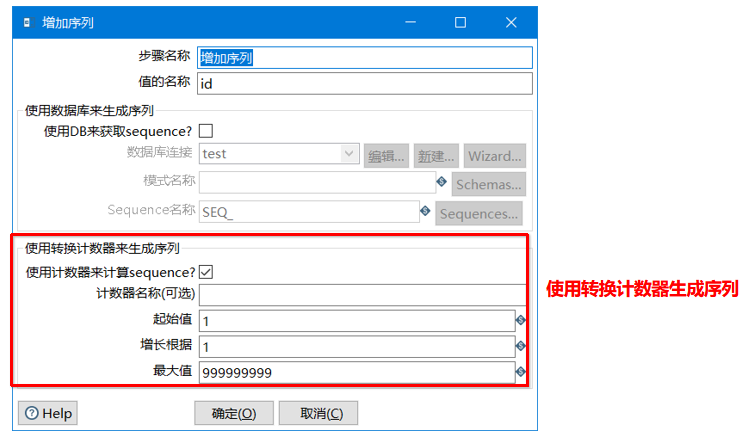 增加序列
步骤名称 增加序列
值的名称 id
使用数据库来生成序列
使用DB来获取sequence?
数据库连接 test 编辑... 新建... Wizard...
模式名称 Schemas...
Sequence名称 SEQ_ Sequences...
使用转换计数器来生成序列
使用计数器来计算sequence?
计数器名称(可选)
起始值 1
增长根据 1
最大值 999999999
使用转换计数器生成序列
Help 确定(O) 取消(C)